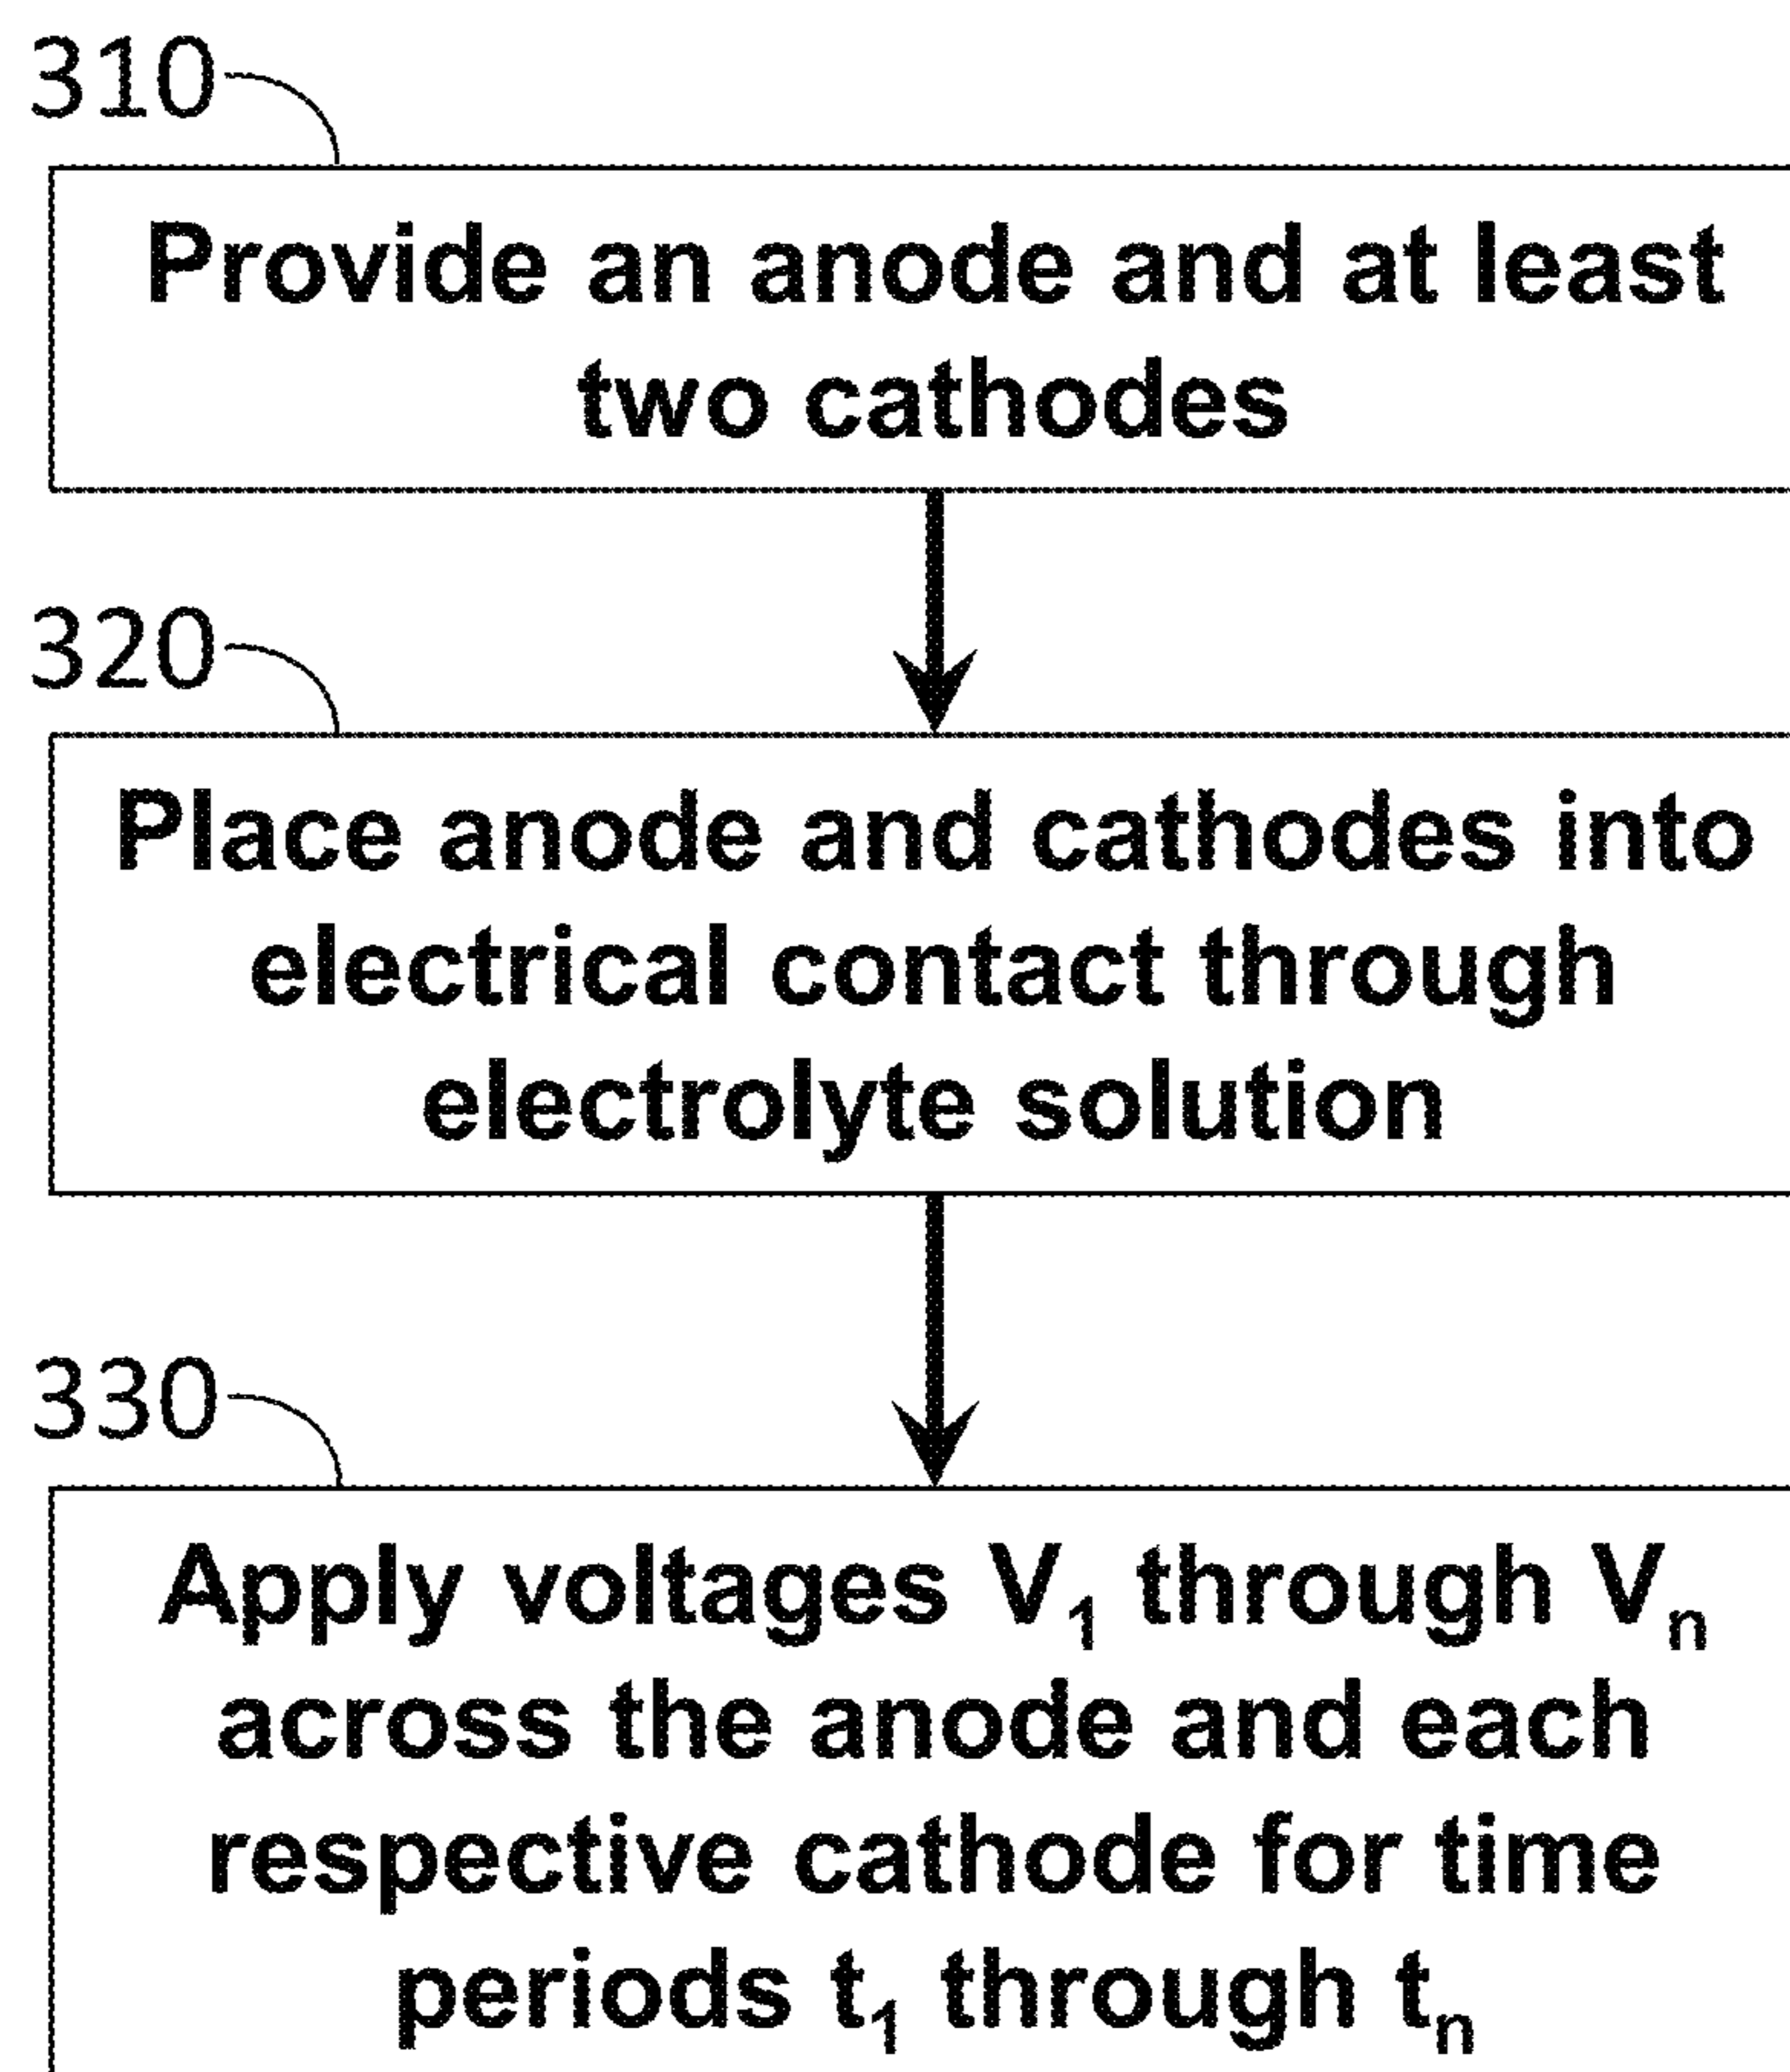 310
Provide an anode and at least
two cathodes
320
Place anode and cathodes into
electrical contact through
electrolyte solution
330
Apply voltages V₁ through Vₙ
across the anode and each
respective cathode for time
periods t₁ through tₙ